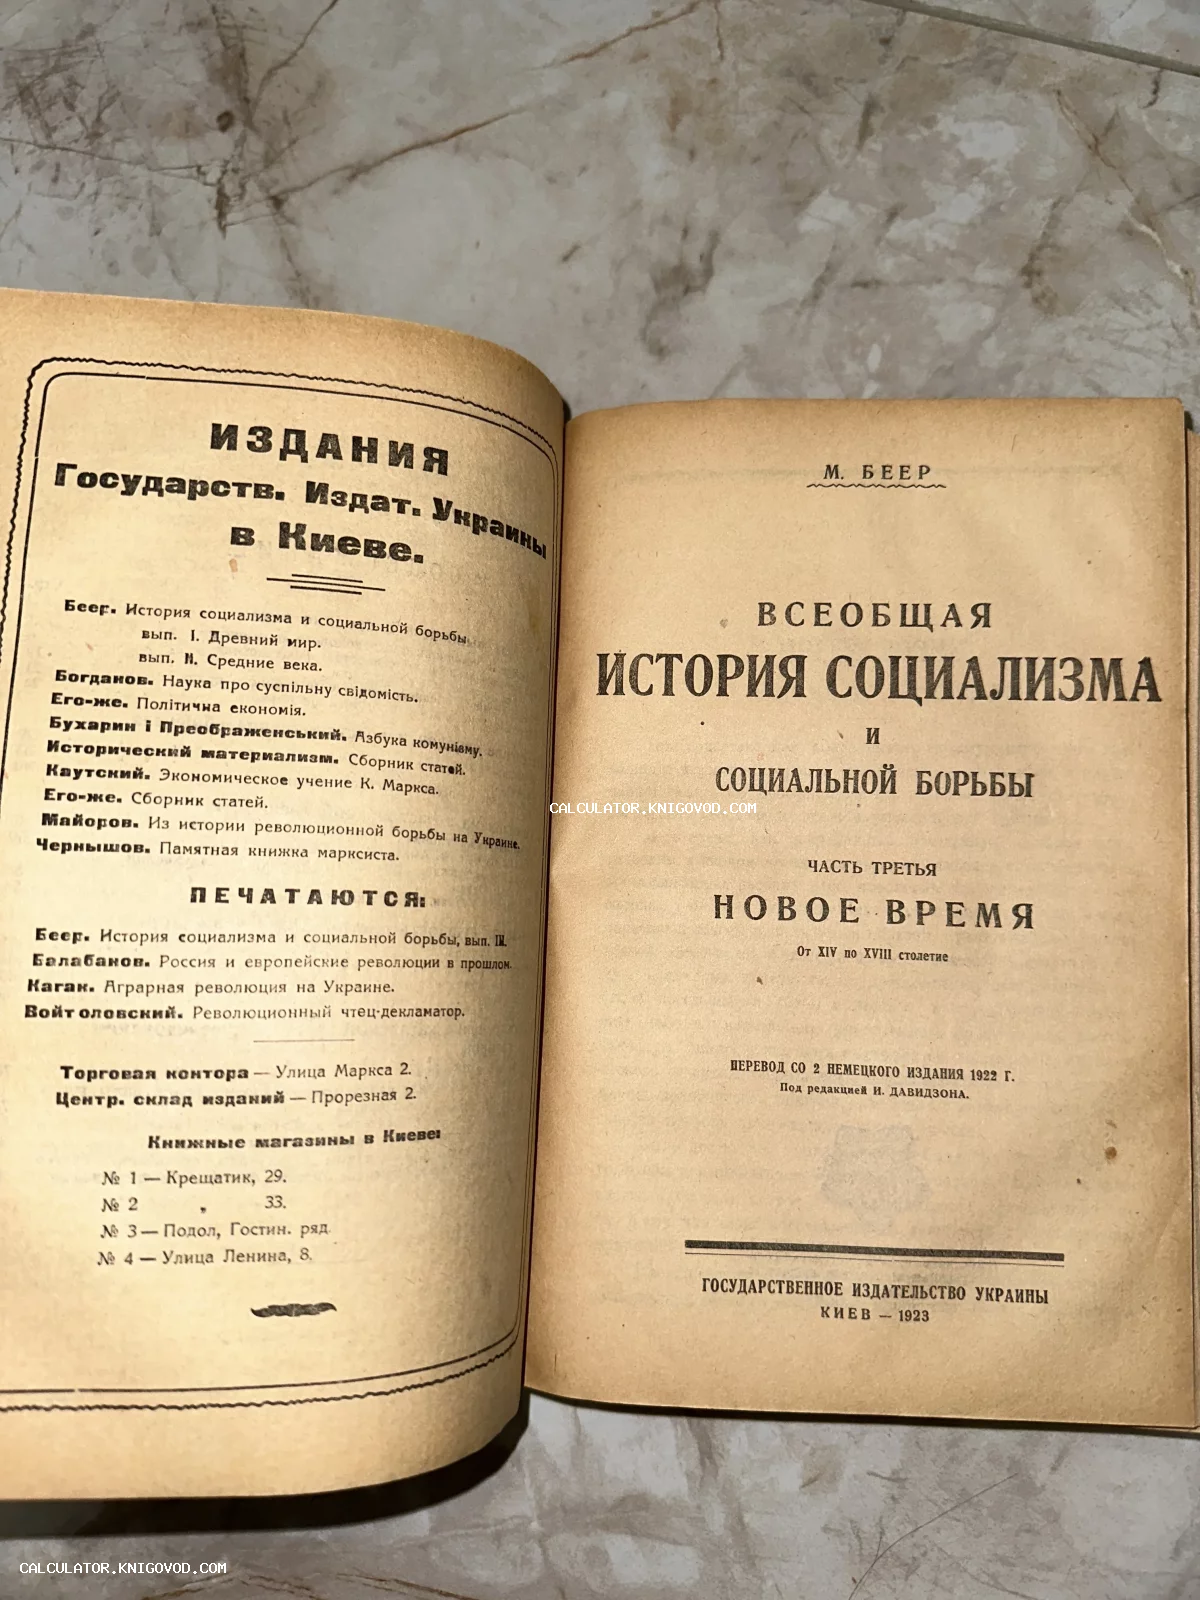 ИЗДАНИЯ
Государств. Издат. Украины
в Киеве.
Беер. История социализма и социальной борьбы
вып. I. Древний мир.
вып. II. Средние века.
Богданов. Наука про суспільну свідомість.
Его-же. Політична економія.
Бухарин і Преображенський. Азбука комунізму.
Исторический материализм. Сборник статей.
Каутский. Экономическое учение К. Маркса.
Его-же. Сборник статей.
Майоров. Из истории революционной борьбы на Украине.
Чернышов. Памятная книжка марксиста.
ПЕЧАТАЮТСЯ:
Беер. История социализма и социальной борьбы, вып. III.
Балабанов. Россия и европейские революции в прошлом.
Каган. Аграрная революция на Украине.
Войтоловский. Революционный чтец-декламатор.
Торговая контора — Улица Маркса 2.
Центр. склад изданий — Прорезная 2.
Книжные магазины в Киеве:
№ 1 — Крещатик, 29.
№ 2 „ 33.
№ 3 — Подол, Гостин. ряд.
№ 4 — Улица Ленина, 8.
М. БЕЕР
ВСЕОБЩАЯ
ИСТОРИЯ СОЦИАЛИЗМА
И
СОЦИАЛЬНОЙ БОРЬБЫ
CALCULATOR.KNIGOVOD.COM
ЧАСТЬ ТРЕТЬЯ
НОВОЕ ВРЕМЯ
От XIV по XVIII столетие
ПЕРЕВОД СО 2 НЕМЕЦКОГО ИЗДАНИЯ 1922 Г.
Под редакцией И. ДАВИДЗОНА.
ГОСУДАРСТВЕННОЕ ИЗДАТЕЛЬСТВО УКРАИНЫ
КИЕВ — 1923
CALCULATOR.KNIGOVOD.COM